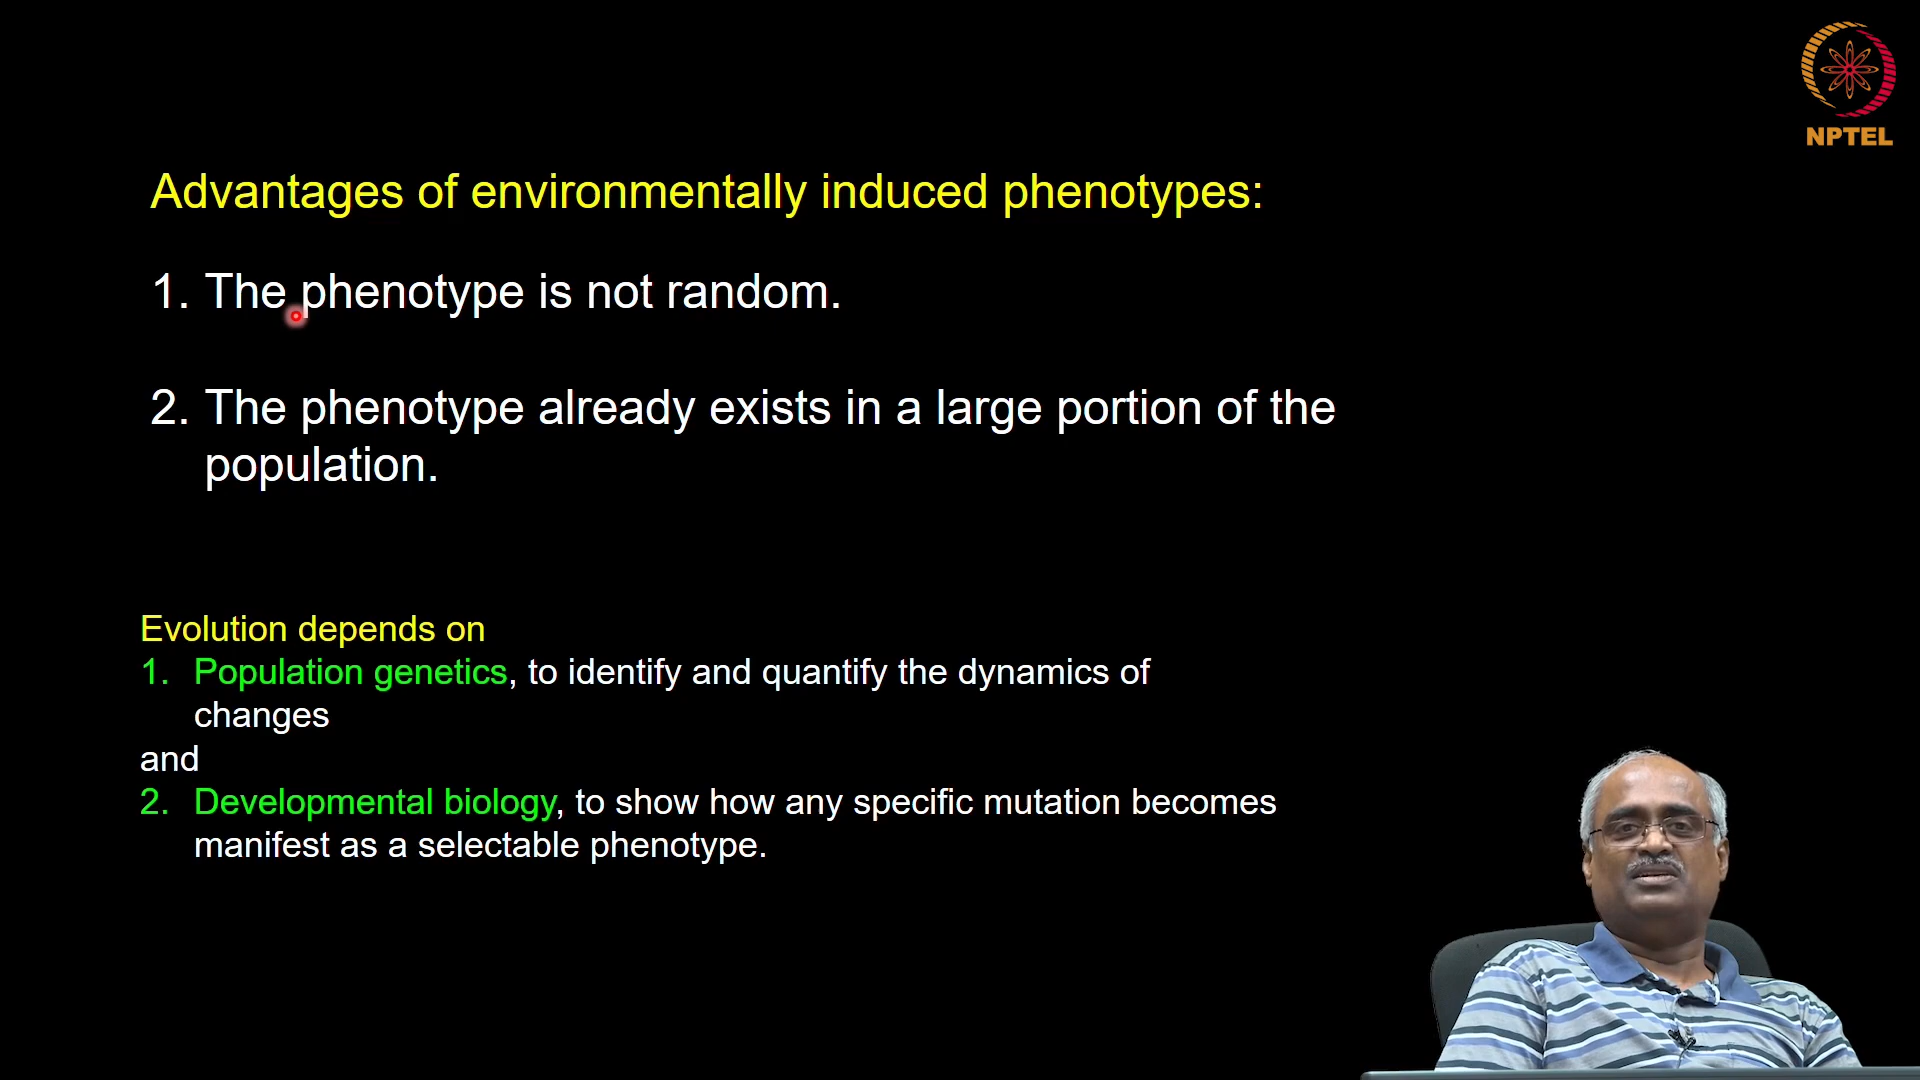 NPTEL
Advantages of environmentally induced phenotypes:
1. The phenotype is not random.
2. The phenotype already exists in a large portion of the
population.
Evolution depends on
1. Population genetics, to identify and quantify the dynamics of
changes
and
2. Developmental biology, to show how any specific mutation becomes
manifest as a selectable phenotype.